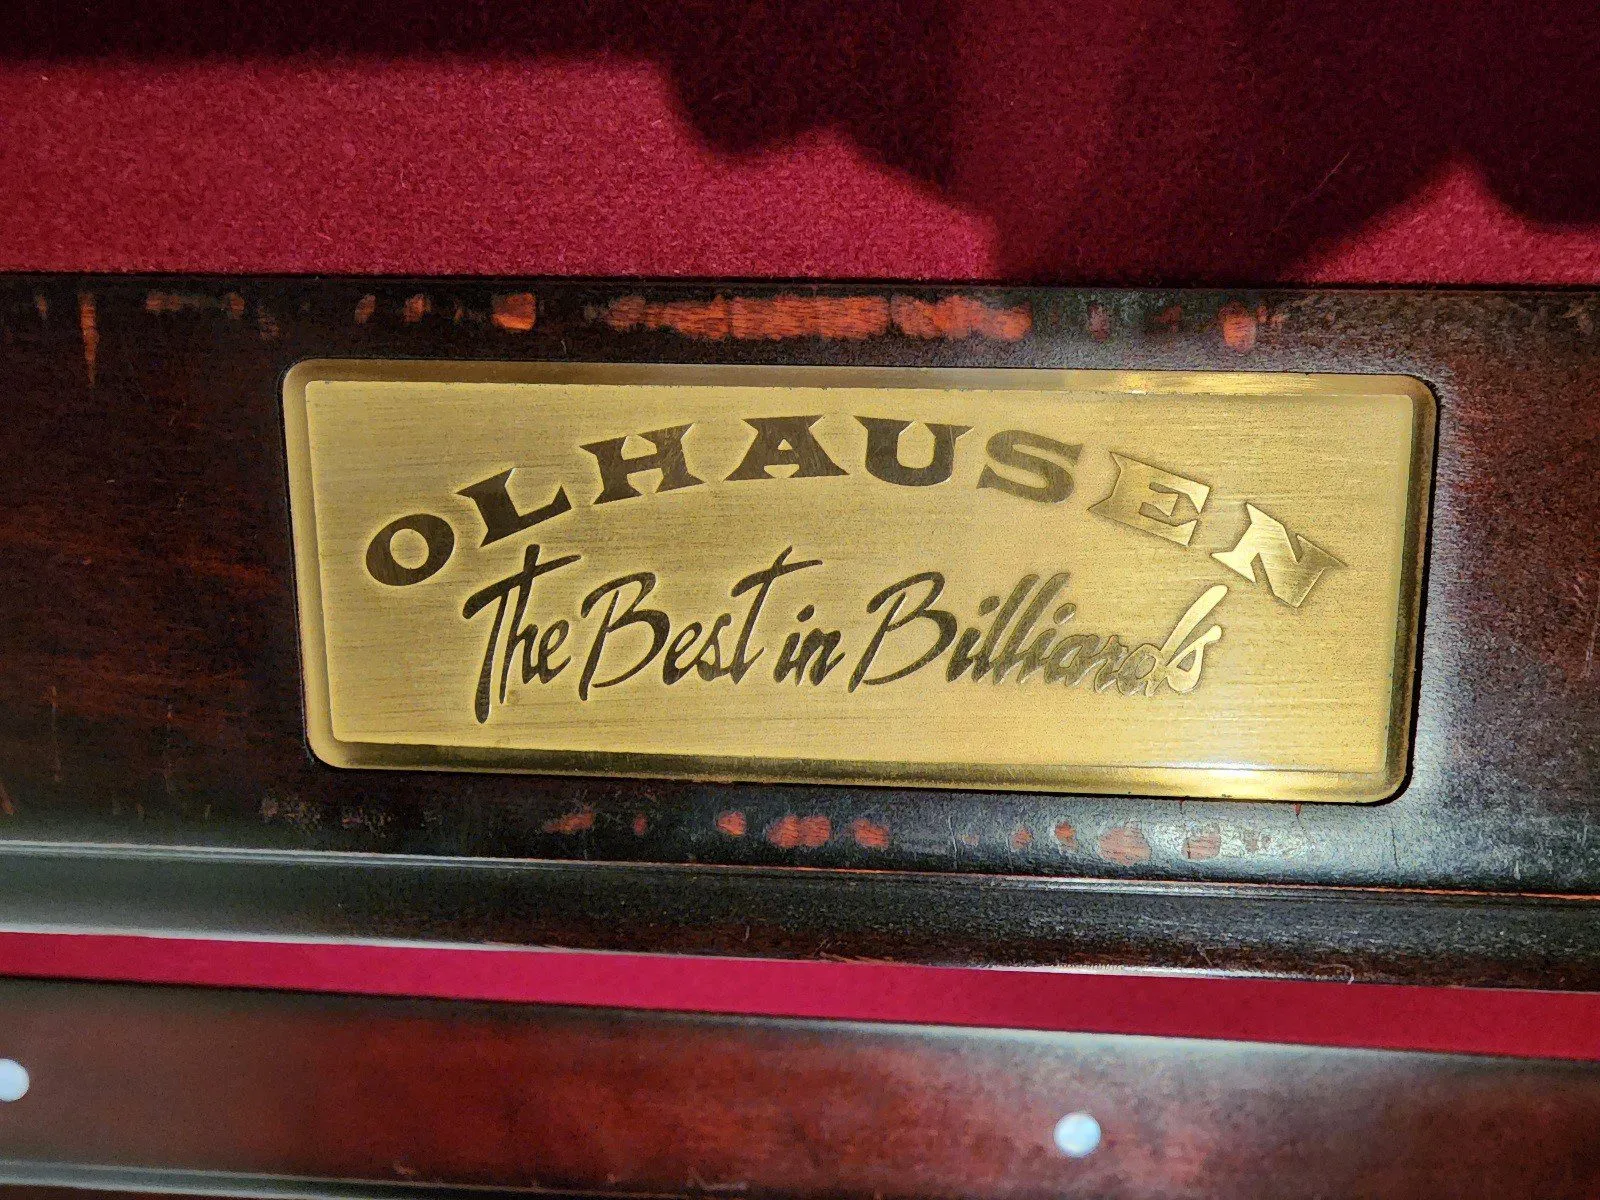 OLHAUSEN
The Best in Billiards